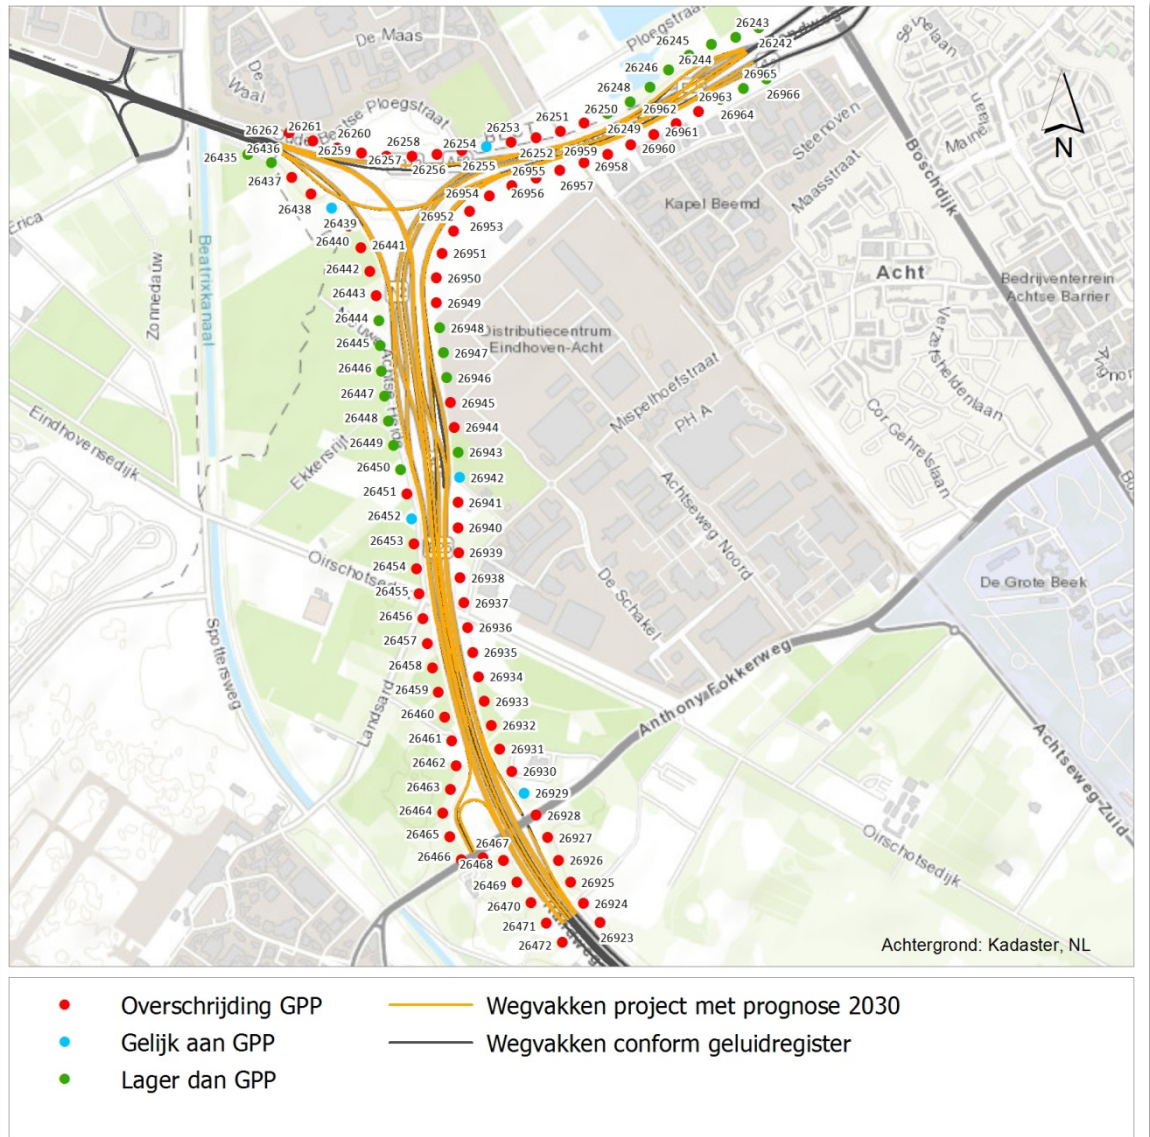 De Maas
De
Waal
Ploegstraat
26243
26242
26245
26244
26246
26965
26966
26248
26963
26964
26250
26962
26251
26249
26961
26253
26960
26252
26959
26254
26958
26255
26957
26955
26956
26954
26258
26257
26256
26260
26259
26261
26262
Bestse Ploegstraat
26436
26435
26437
26438
26439
26440
26441
26442
26443
26444
26445
26446
26447
26448
26449
26450
26451
26452
26453
26454
26455
26456
26457
26458
26459
26460
26461
26462
26463
26464
26465
26466
26467
26468
26469
26470
26471
26472
26952
26953
26951
26950
26949
26948
26947
26946
26945
26944
26943
26942
26941
26940
26939
26938
26937
26936
26935
26934
26933
26932
26931
26930
26929
26928
26927
26926
26925
26924
26923
Erica
Zonnedauw
Beatrixkanaal
Eindhovensedijk
Ekkersrijt
Spottersweg
Landsard
Steenoven
Maasstraat
Kapel Beemd
Boschdijk
Acht
Bedrijventerrein
Achtse Barrier
Distributiecentrum
Eindhoven-Acht
Mispelhoefstraat
PH A
Achtseweg Noord
De Schakel
Cor Gehrelslaan
Verzetsheldenlaan
De Grote Beek
Anthony Fokkerweg
Achtseweg-Zuid
Oirschotsedijk
N
Achtergrond: Kadaster, NL
Overschrijding GPP
Gelijk aan GPP
Lager dan GPP
Wegvakken project met prognose 2030
Wegvakken conform geluidregister